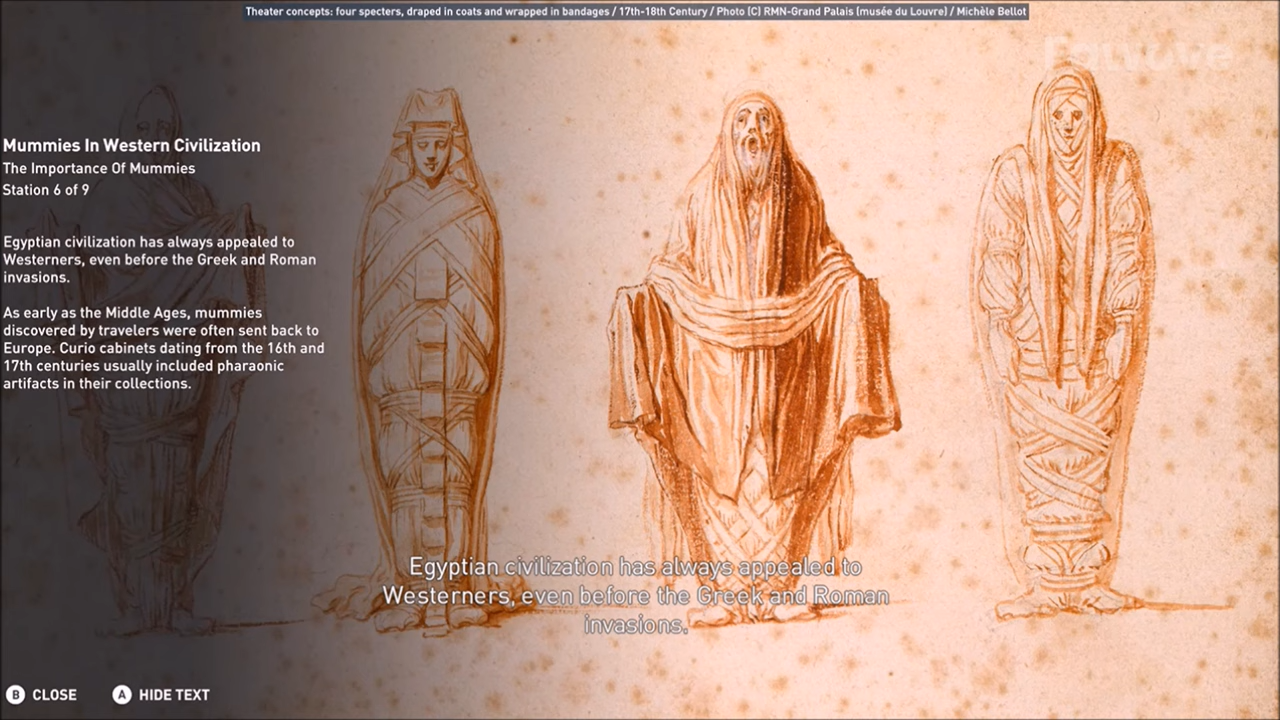 Theater concepts: four specters, draped in coats and wrapped in bandages / 17th-18th Century / Photo (C) RMN-Grand Palais (musée du Louvre) / Michèle Bellot
Mummies In Western Civilization
The Importance Of Mummies
Station 6 of 9
Egyptian civilization has always appealed to
Westerners, even before the Greek and Roman
invasions.
As early as the Middle Ages, mummies
discovered by travelers were often sent back to
Europe. Curio cabinets dating from the 16th and
17th centuries usually included pharaonic
artifacts in their collections.
Egyptian civilization has always appealed to
Westerners, even before the Greek and Roman
invasions.
B CLOSE
A HIDE TEXT